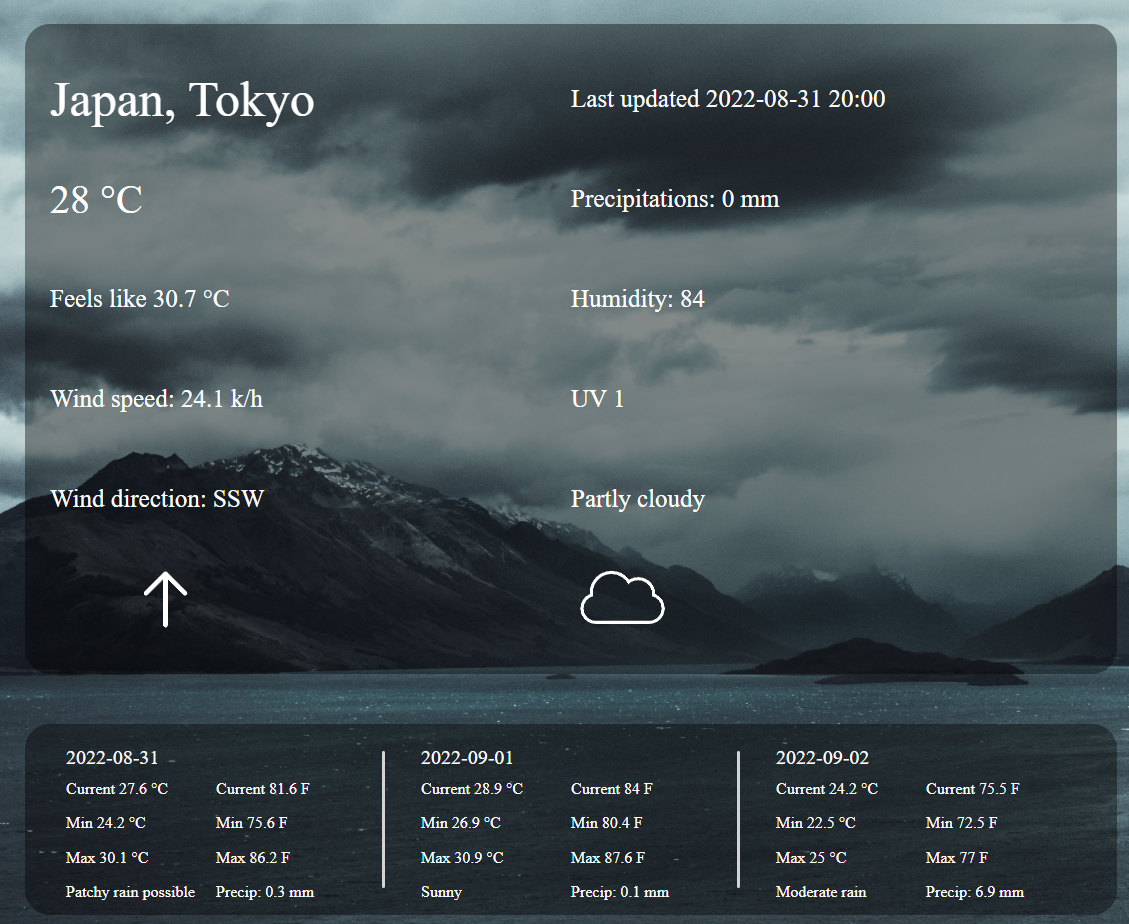 Japan, Tokyo
Last updated 2022-08-31 20:00
28 °C
Precipitations: 0 mm
Feels like 30.7 °C
Humidity: 84
Wind speed: 24.1 k/h
UV 1
Wind direction: SSW
Partly cloudy
2022-08-31
Current 27.6 °C
Current 81.6 F
Min 24.2 °C
Min 75.6 F
Max 30.1 °C
Max 86.2 F
Patchy rain possible
Precip: 0.3 mm
2022-09-01
Current 28.9 °C
Current 84 F
Min 26.9 °C
Min 80.4 F
Max 30.9 °C
Max 87.6 F
Sunny
Precip: 0.1 mm
2022-09-02
Current 24.2 °C
Current 75.5 F
Min 22.5 °C
Min 72.5 F
Max 25 °C
Max 77 F
Moderate rain
Precip: 6.9 mm